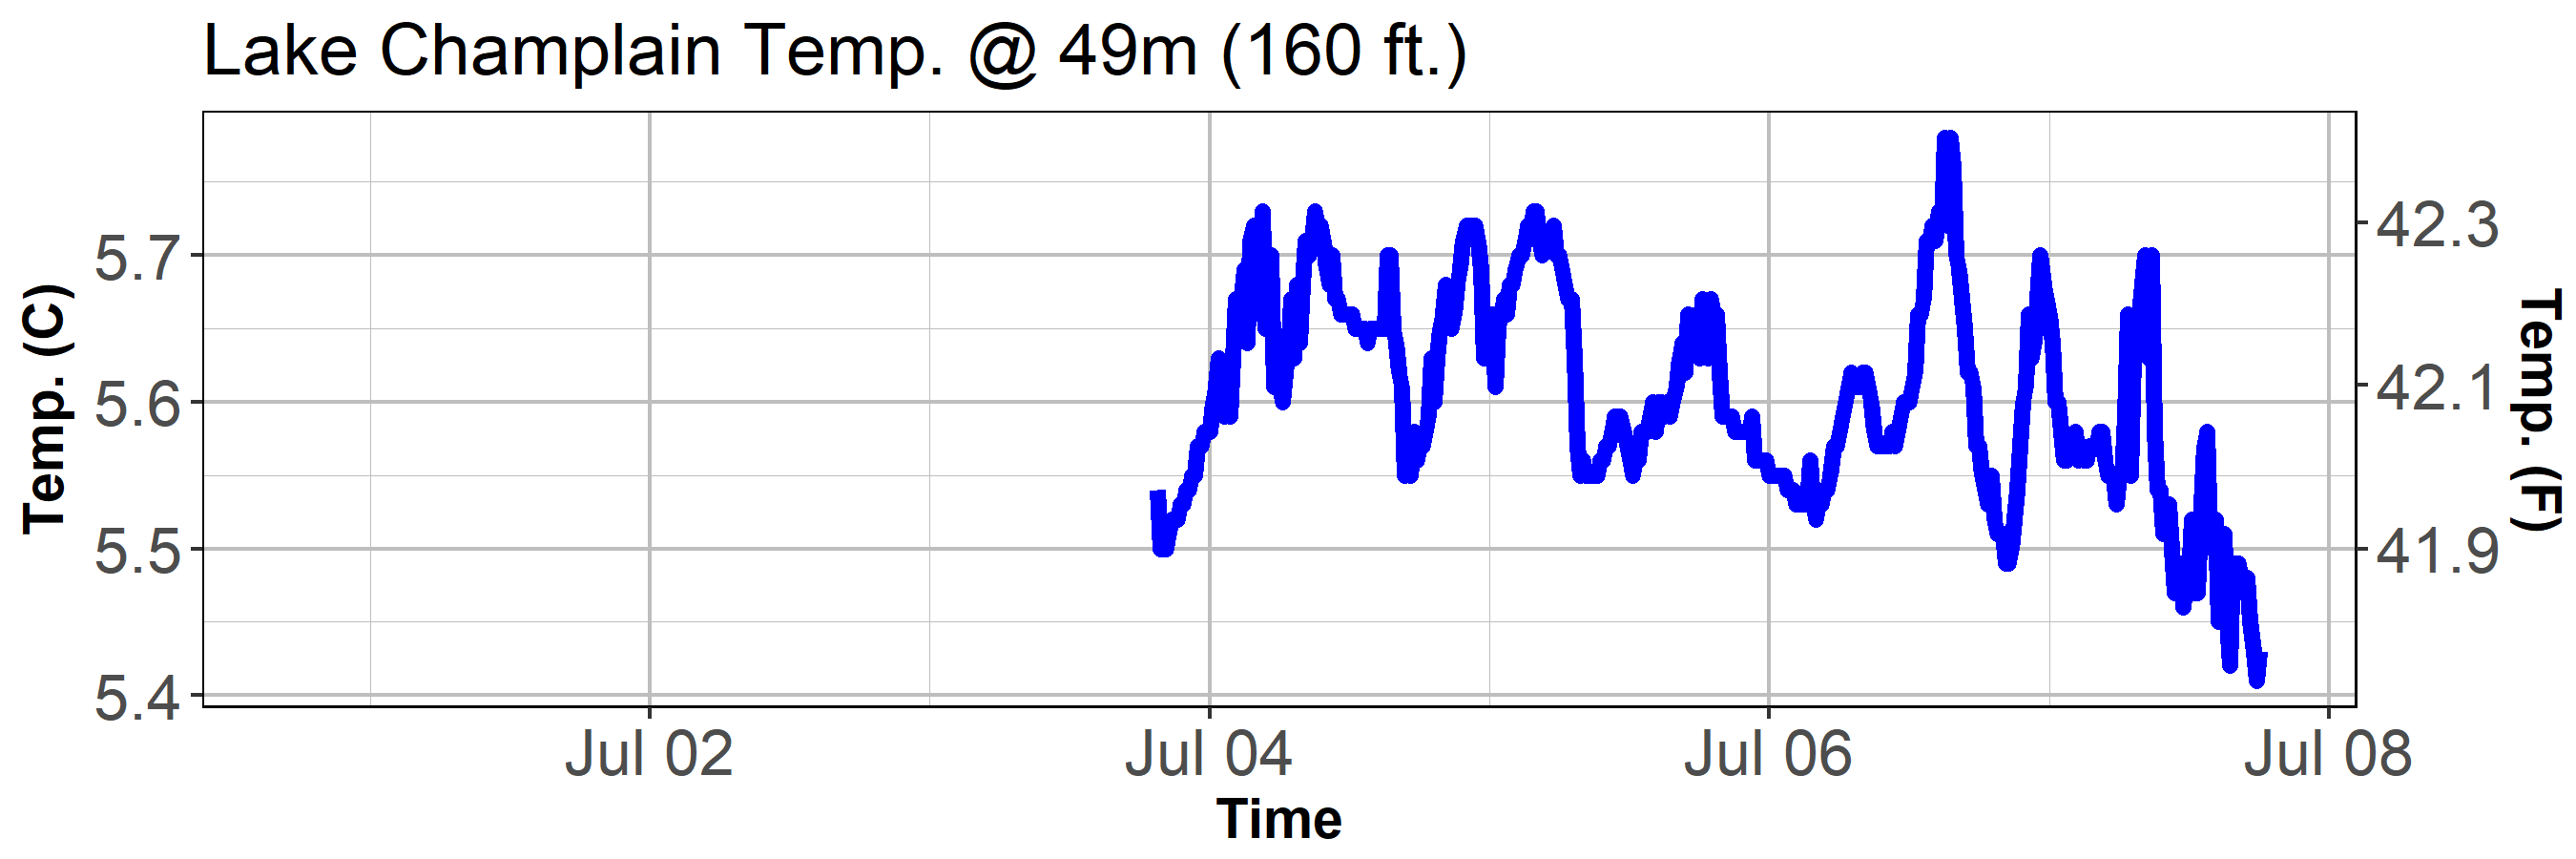 Lake Champlain Temp. @ 49m (160 ft.)
Temp. (C)
5.7
5.6
5.5
5.4
42.3
42.1
41.9
Temp. (F)
Jul 02 Jul 04 Jul 06 Jul 08
Time